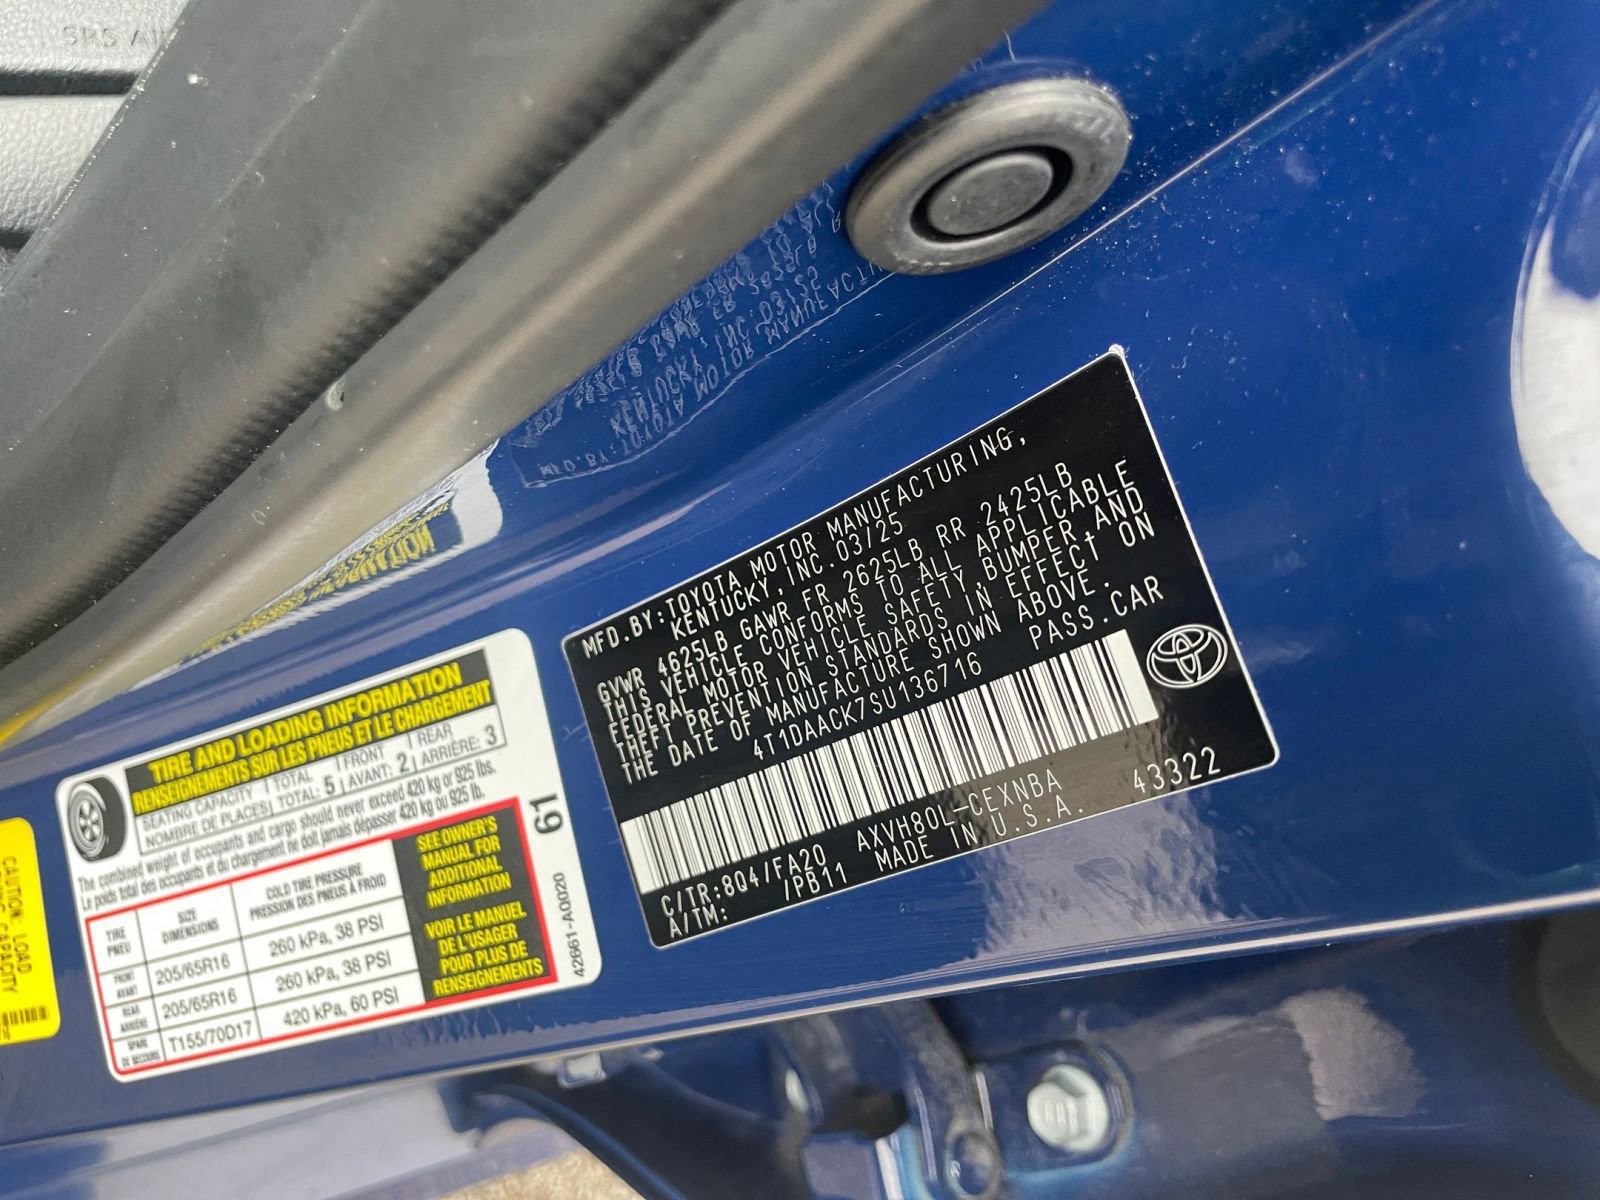 SRS AIR
MFD.BY:TOYOTA MOTOR MANUFACTURING,
KENTUCKY, INC. 03/25
GVWR 4625LB GAWR FR 2625LB RR 2425LB
THIS VEHICLE CONFORMS TO ALL APPLICABLE
FEDERAL MOTOR VEHICLE SAFETY, BUMPER AND
THEFT PREVENTION STANDARDS IN EFFECT ON
THE DATE OF MANUFACTURE SHOWN ABOVE.
4T1DAACK7SU136716 PASS.CAR
C/TR:8Q4/FA20 AXVH80L-CEXNBA 43322
A/TM: /PB11 MADE IN U.S.A.
TIRE AND LOADING INFORMATION
RENSEIGNEMENTS SUR LES PNEUS ET LE CHARGEMENT
SEATING CAPACITY TOTAL FRONT REAR
NOMBRE DE PLACES TOTAL: 5 AVANT: 2 ARRIÈRE: 3
The combined weight of occupants and cargo should never exceed 420 kg or 925 lbs.
Le poids total des occupants et du chargement ne doit jamais dépasser 420 kg ou 925 lb.
TIRE
PNEU
SIZE
DIMENSIONS
COLD TIRE PRESSURE
PRESSION DES PNEUS À FROID
FRONT
AVANT
205/65R16
260 kPa, 38 PSI
REAR
ARRIÈRE
205/65R16
260 kPa, 38 PSI
SPARE
DE SECOURS
T155/70D17
420 kPa, 60 PSI
SEE OWNER'S
MANUAL FOR
ADDITIONAL
INFORMATION
VOIR LE MANUEL
DE L'USAGER
POUR PLUS DE
RENSEIGNEMENTS
61
42661-A0020
CAUTION LOAD
CAPACITY